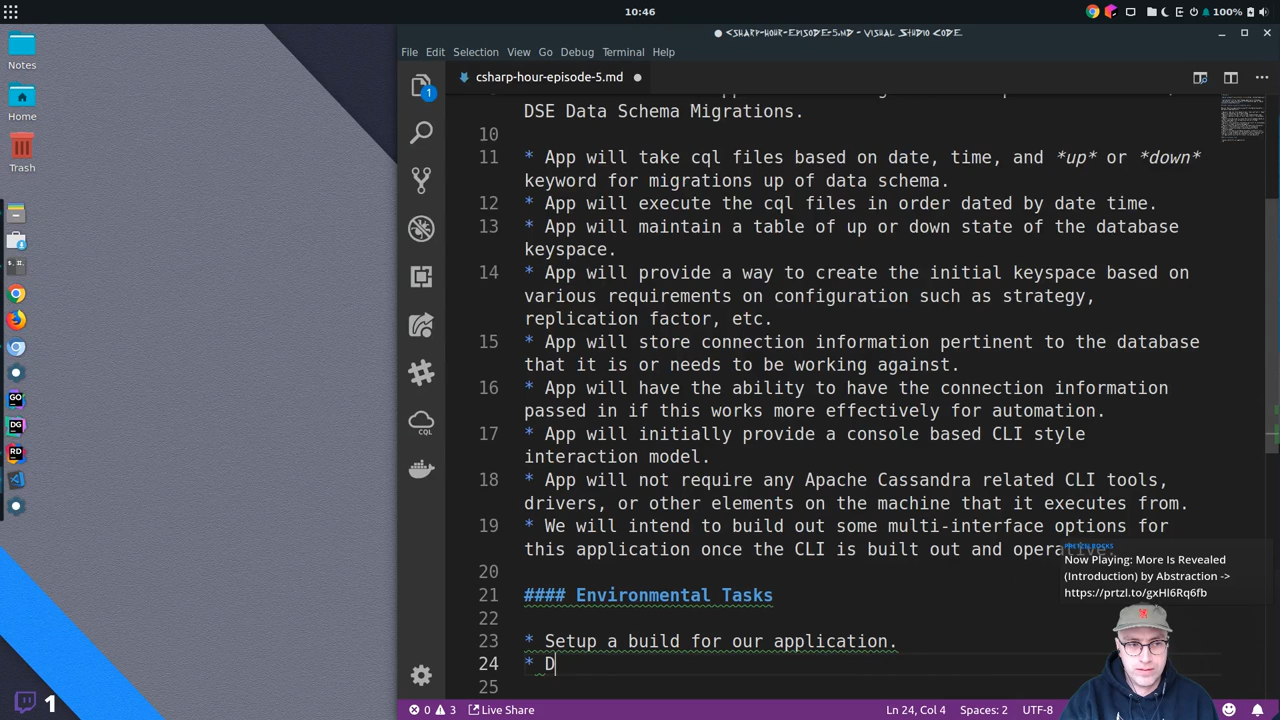 10:46
100%
Notes
Home
Trash
GO
DG
RD
1
csharp-hour-episode-5.md - Visual Studio Code
File Edit Selection View Go Debug Terminal Help
csharp-hour-episode-5.md
1
CQL
DSE Data Schema Migrations.
10
11 * App will take cql files based on date, time, and *up* or *down*
keyword for migrations up of data schema.
12 * App will execute the cql files in order dated by date time.
13 * App will maintain a table of up or down state of the database
keyspace.
14 * App will provide a way to create the initial keyspace based on
various requirements on configuration such as strategy,
replication factor, etc.
15 * App will store connection information pertinent to the database
that it is or needs to be working against.
16 * App will have the ability to have the connection information
passed in if this works more effectively for automation.
17 * App will initially provide a console based CLI style
interaction model.
18 * App will not require any Apache Cassandra related CLI tools,
drivers, or other elements on the machine that it executes from.
19 * We will intend to build out some multi-interface options for
this application once the CLI is built out and operative.
20
21 #### Environmental Tasks
22
23 * Setup a build for our application.
24 * D
25
PRETZELROCKS
Now Playing: More Is Revealed
(Introduction) by Abstraction ->
https://prtzl.to/gxHl6Rq6fb
0 3 Live Share
Ln 24, Col 4 Spaces: 2 UTF-8